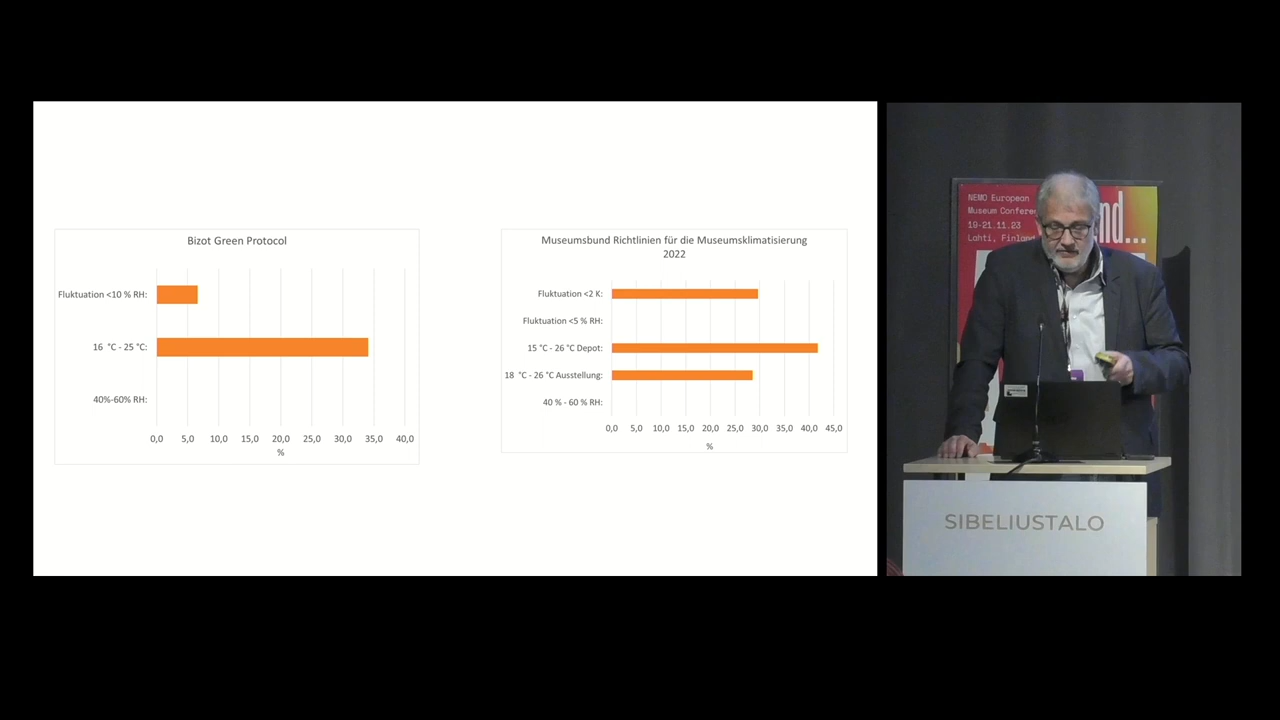 Bizot Green Protocol
Fluktuation <10 % RH:
16 °C - 25 °C:
40%-60% RH:
0,0 5,0 10,0 15,0 20,0 25,0 30,0 35,0 40,0
%
Museumsbund Richtlinien für die Museumsklimatisierung
2022
Fluktuation <2 K:
Fluktuation <5 % RH:
15 °C - 26 °C Depot:
18 °C - 26 °C Ausstellung:
40 % - 60 % RH:
0,0 5,0 10,0 15,0 20,0 25,0 30,0 35,0 40,0 45,0
%
NEMO European
Museum
19-21.11.23
Lahti, Finland
nd...
SIBELIUSTALO